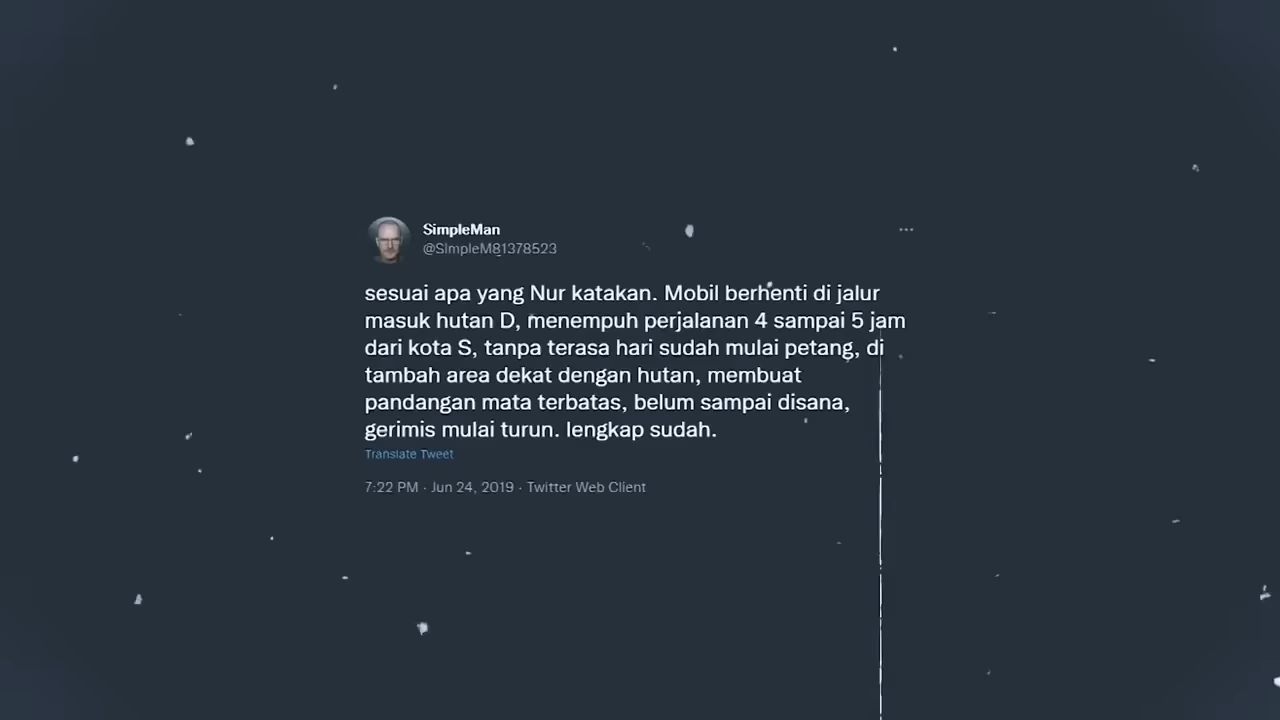 SimpleMan
@SimpleM81378523
sesuai apa yang Nur katakan. Mobil berhenti di jalur
masuk hutan D, menempuh perjalanan 4 sampai 5 jam
dari kota S, tanpa terasa hari sudah mulai petang, di
tambah area dekat dengan hutan, membuat
pandangan mata terbatas, belum sampai disana,
gerimis mulai turun. lengkap sudah.
Translate Tweet
7:22 PM · Jun 24, 2019 · Twitter Web Client